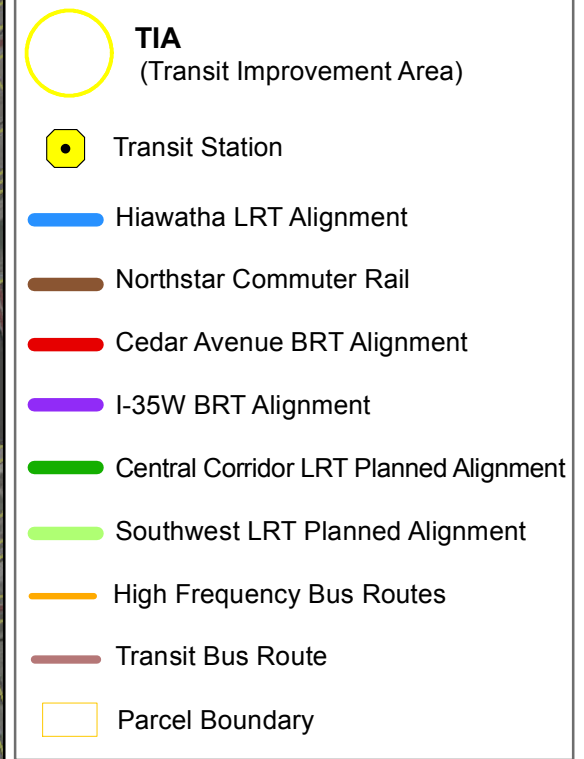 TIA
(Transit Improvement Area)
Transit Station
Hiawatha LRT Alignment
Northstar Commuter Rail
Cedar Avenue BRT Alignment
I-35W BRT Alignment
Central Corridor LRT Planned Alignment
Southwest LRT Planned Alignment
High Frequency Bus Routes
Transit Bus Route
Parcel Boundary